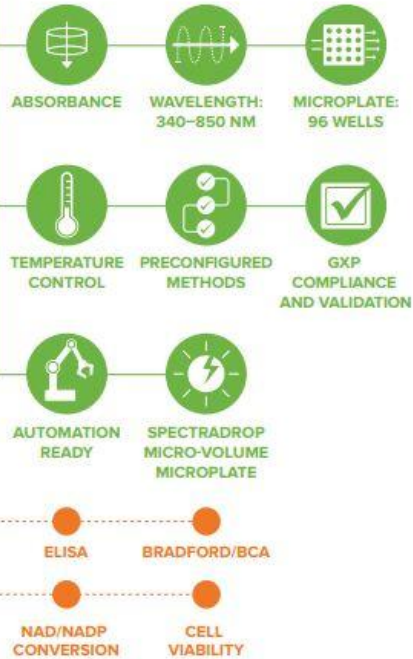 ABSORBANCE
WAVELENGTH:
340–850 NM
MICROPLATE:
96 WELLS
TEMPERATURE
CONTROL
PRECONFIGURED
METHODS
GXP
COMPLIANCE
AND VALIDATION
AUTOMATION
READY
SPECTRADROP
MICRO-VOLUME
MICROPLATE
ELISA
BRADFORD/BCA
NAD/NADP
CONVERSION
CELL
VIABILITY